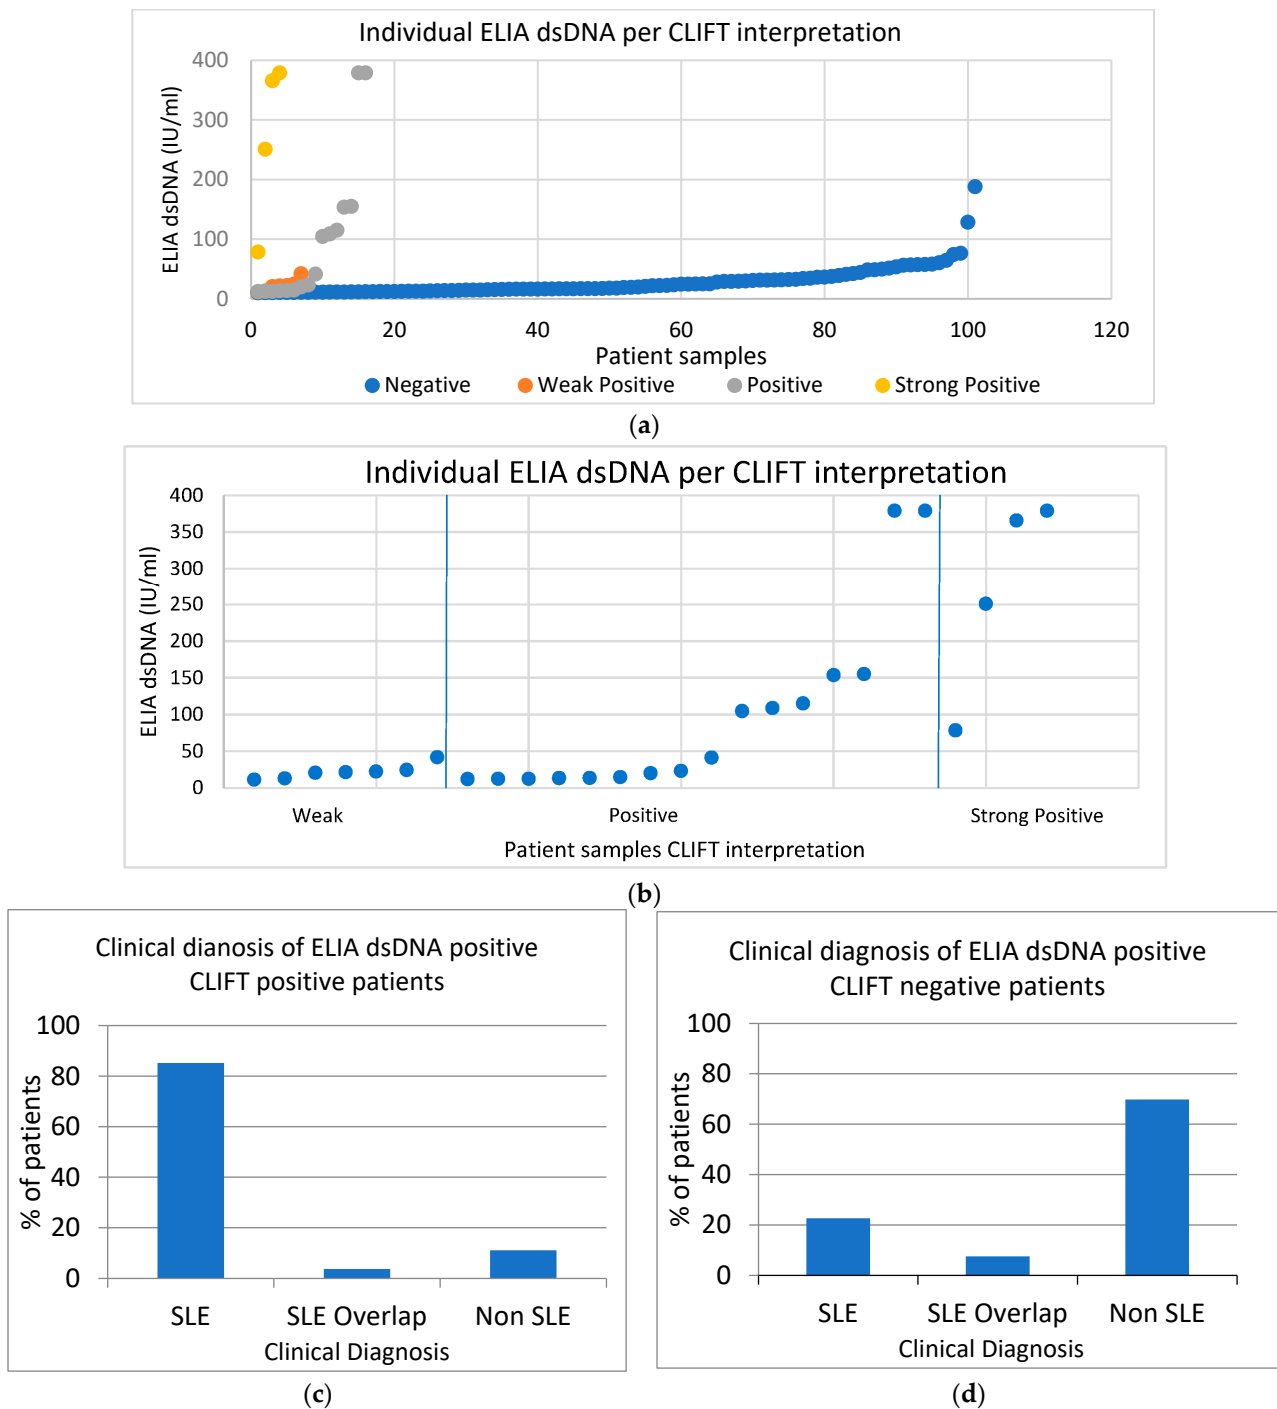 Individual ELIA dsDNA per CLIFT interpretation
ELIA dsDNA (IU/ml)
400
300
200
100
0
0 20 40 60 80 100 120
Patient samples
Negative Weak Positive Positive Strong Positive
(a)
Individual ELIA dsDNA per CLIFT interpretation
ELIA dsDNA (IU/ml)
400
350
300
250
200
150
100
50
0
Weak Positive Strong Positive
Patient samples CLIFT interpretation
(b)
Clinical dianosis of ELIA dsDNA positive
CLIFT positive patients
% of patients
100
80
60
40
20
0
SLE SLE Overlap Non SLE
Clinical Diagnosis
(c)
Clinical diagnosis of ELIA dsDNA positive
CLIFT negative patients
% of patients
100
80
60
40
20
0
SLE SLE Overlap Non SLE
Clinical Diagnosis
(d)